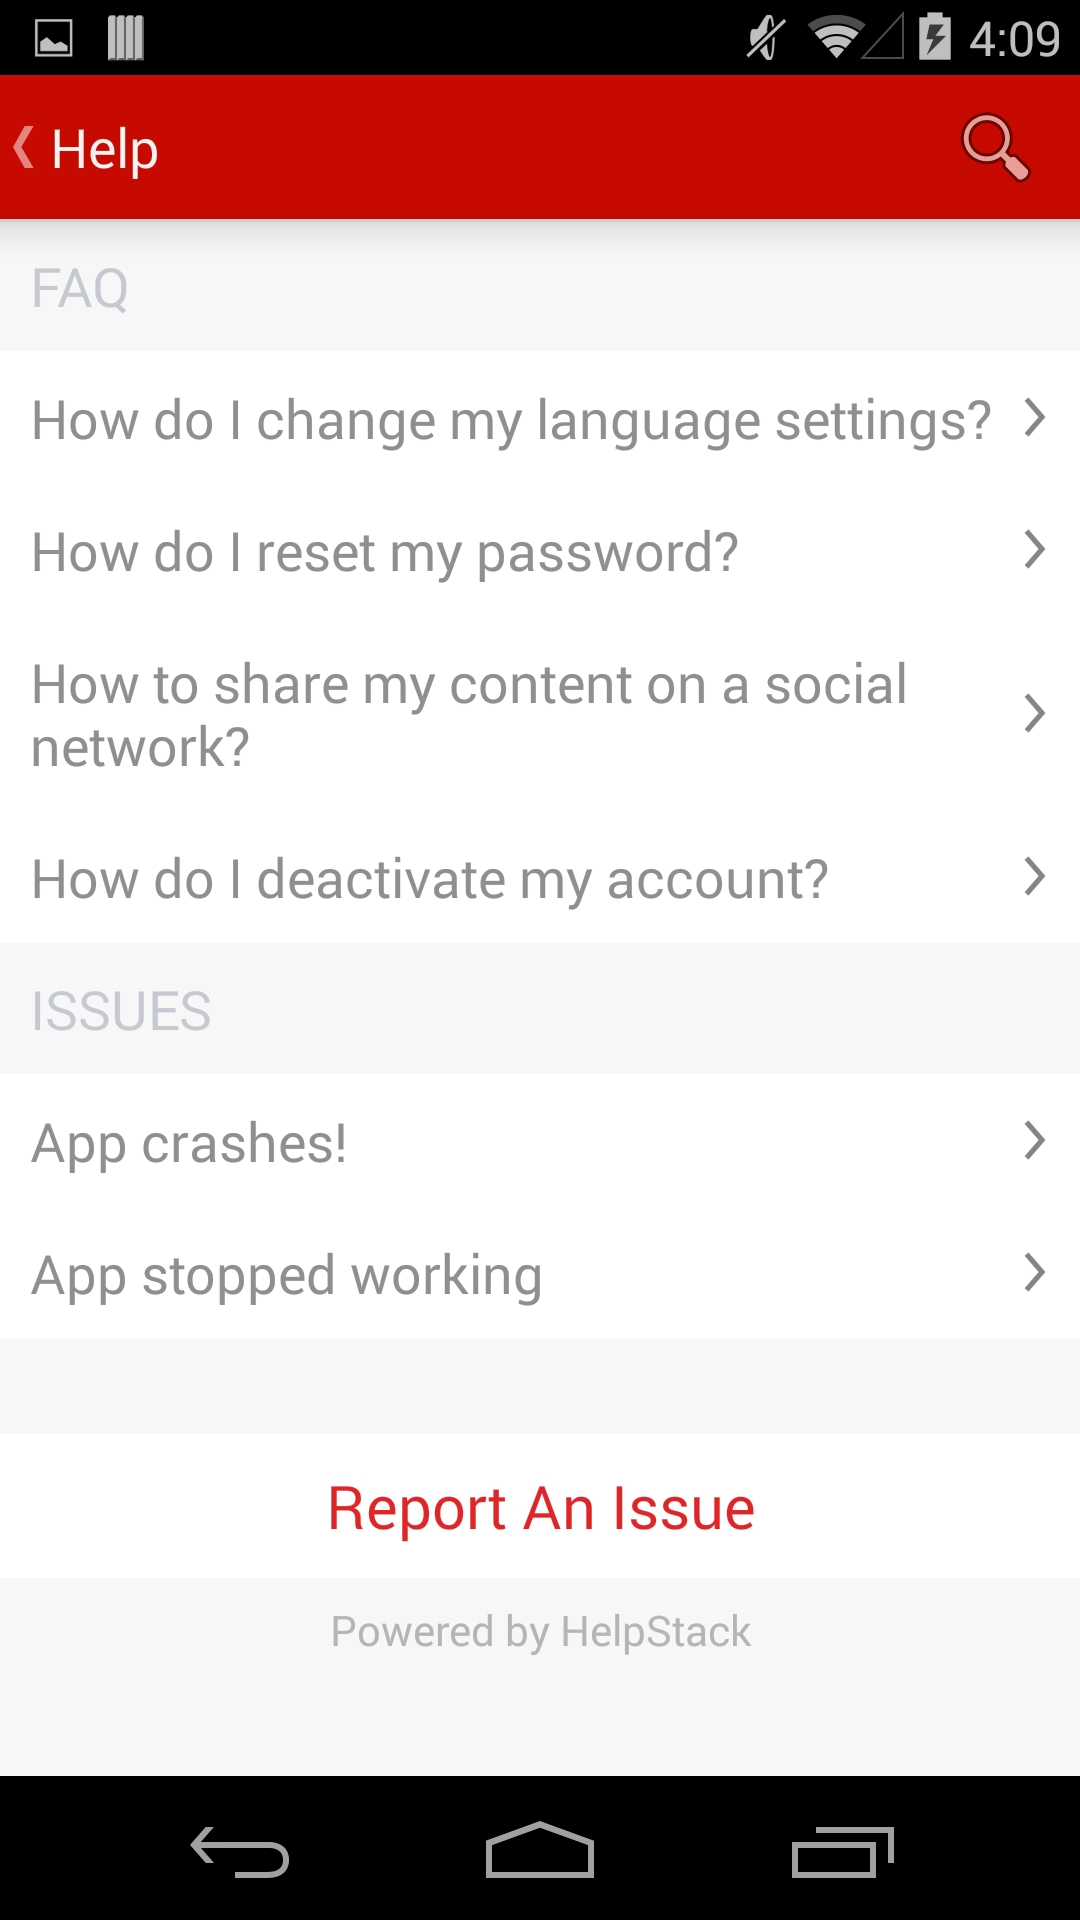 4:09
Help
FAQ
How do I change my language settings?
How do I reset my password?
How to share my content on a social
network?
How do I deactivate my account?
ISSUES
App crashes!
App stopped working
Report An Issue
Powered by HelpStack